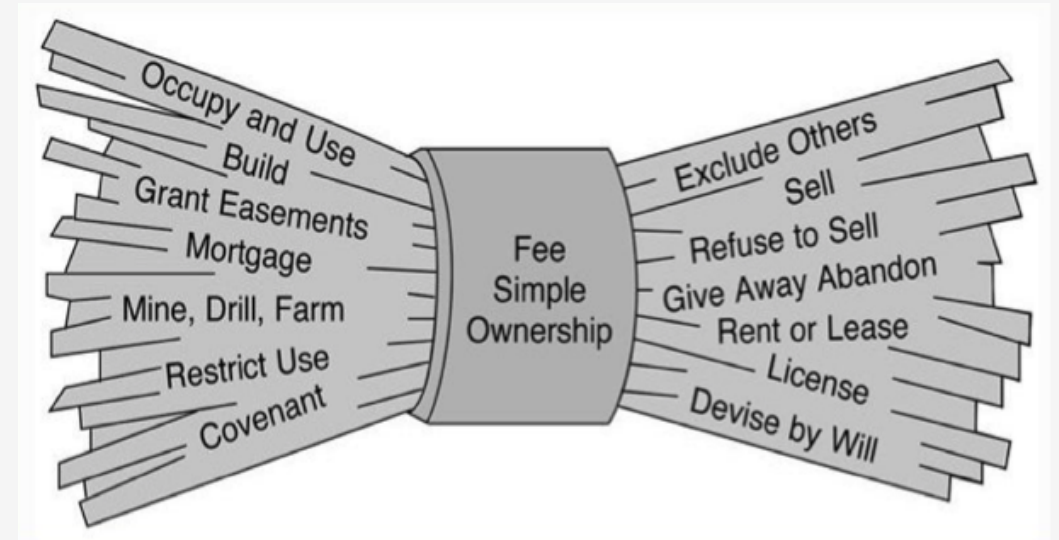 Occupy and Use
Build
Grant Easements
Mortgage
Mine, Drill, Farm
Restrict Use
Covenant
Fee
Simple
Ownership
Exclude Others
Sell
Refuse to Sell
Give Away Abandon
Rent or Lease
License
Devise by Will